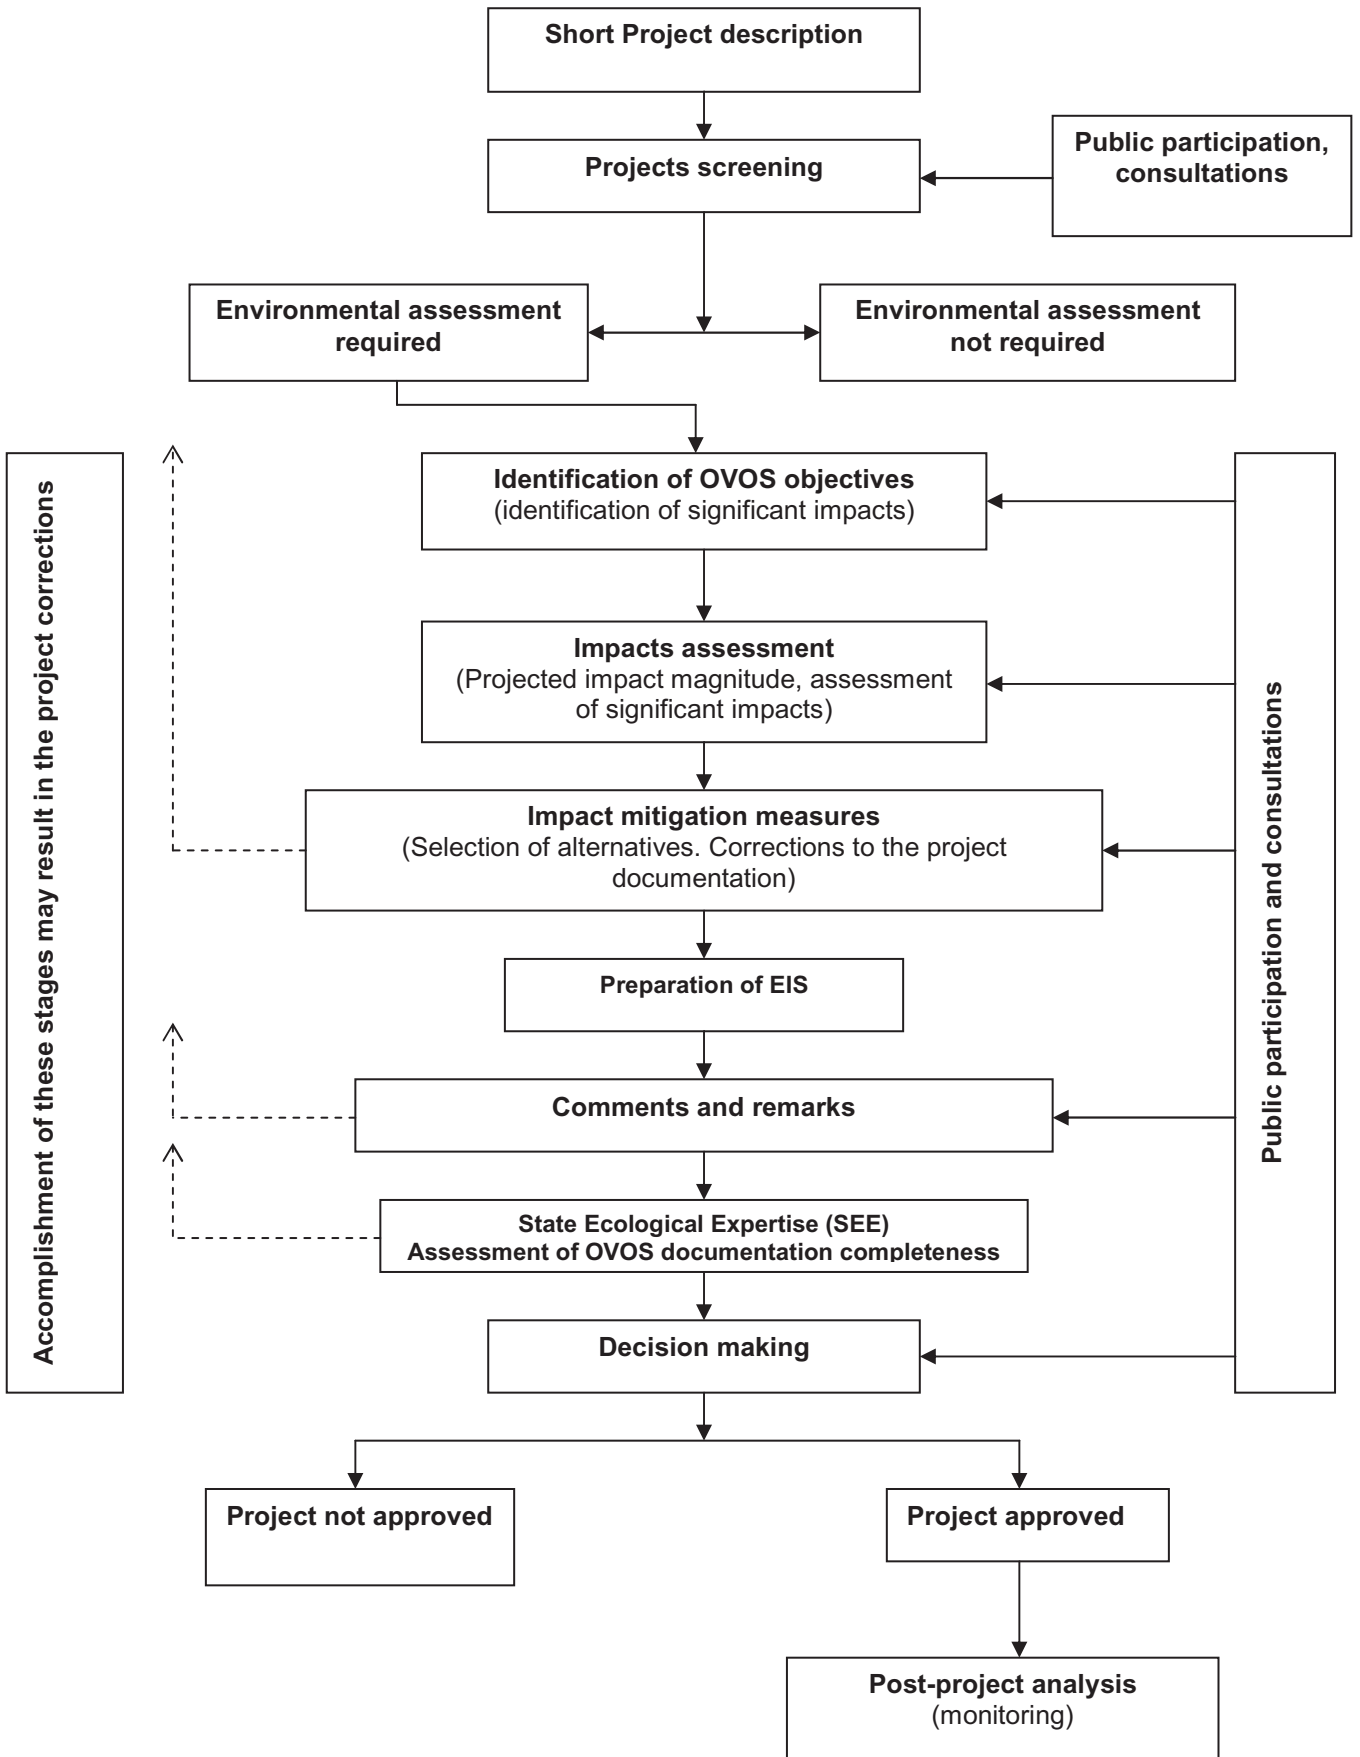 Short Project description
Projects screening
Public participation,
consultations
Environmental assessment
required
Environmental assessment
not required
Accomplishment of these stages may result in the project corrections
Identification of OVOS objectives
(identification of significant impacts)
Impacts assessment
(Projected impact magnitude, assessment
of significant impacts)
Impact mitigation measures
(Selection of alternatives. Corrections to the project
documentation)
Preparation of EIS
Comments and remarks
State Ecological Expertise (SEE)
Assessment of OVOS documentation completeness
Decision making
Public participation and consultations
Project not approved
Project approved
Post-project analysis
(monitoring)